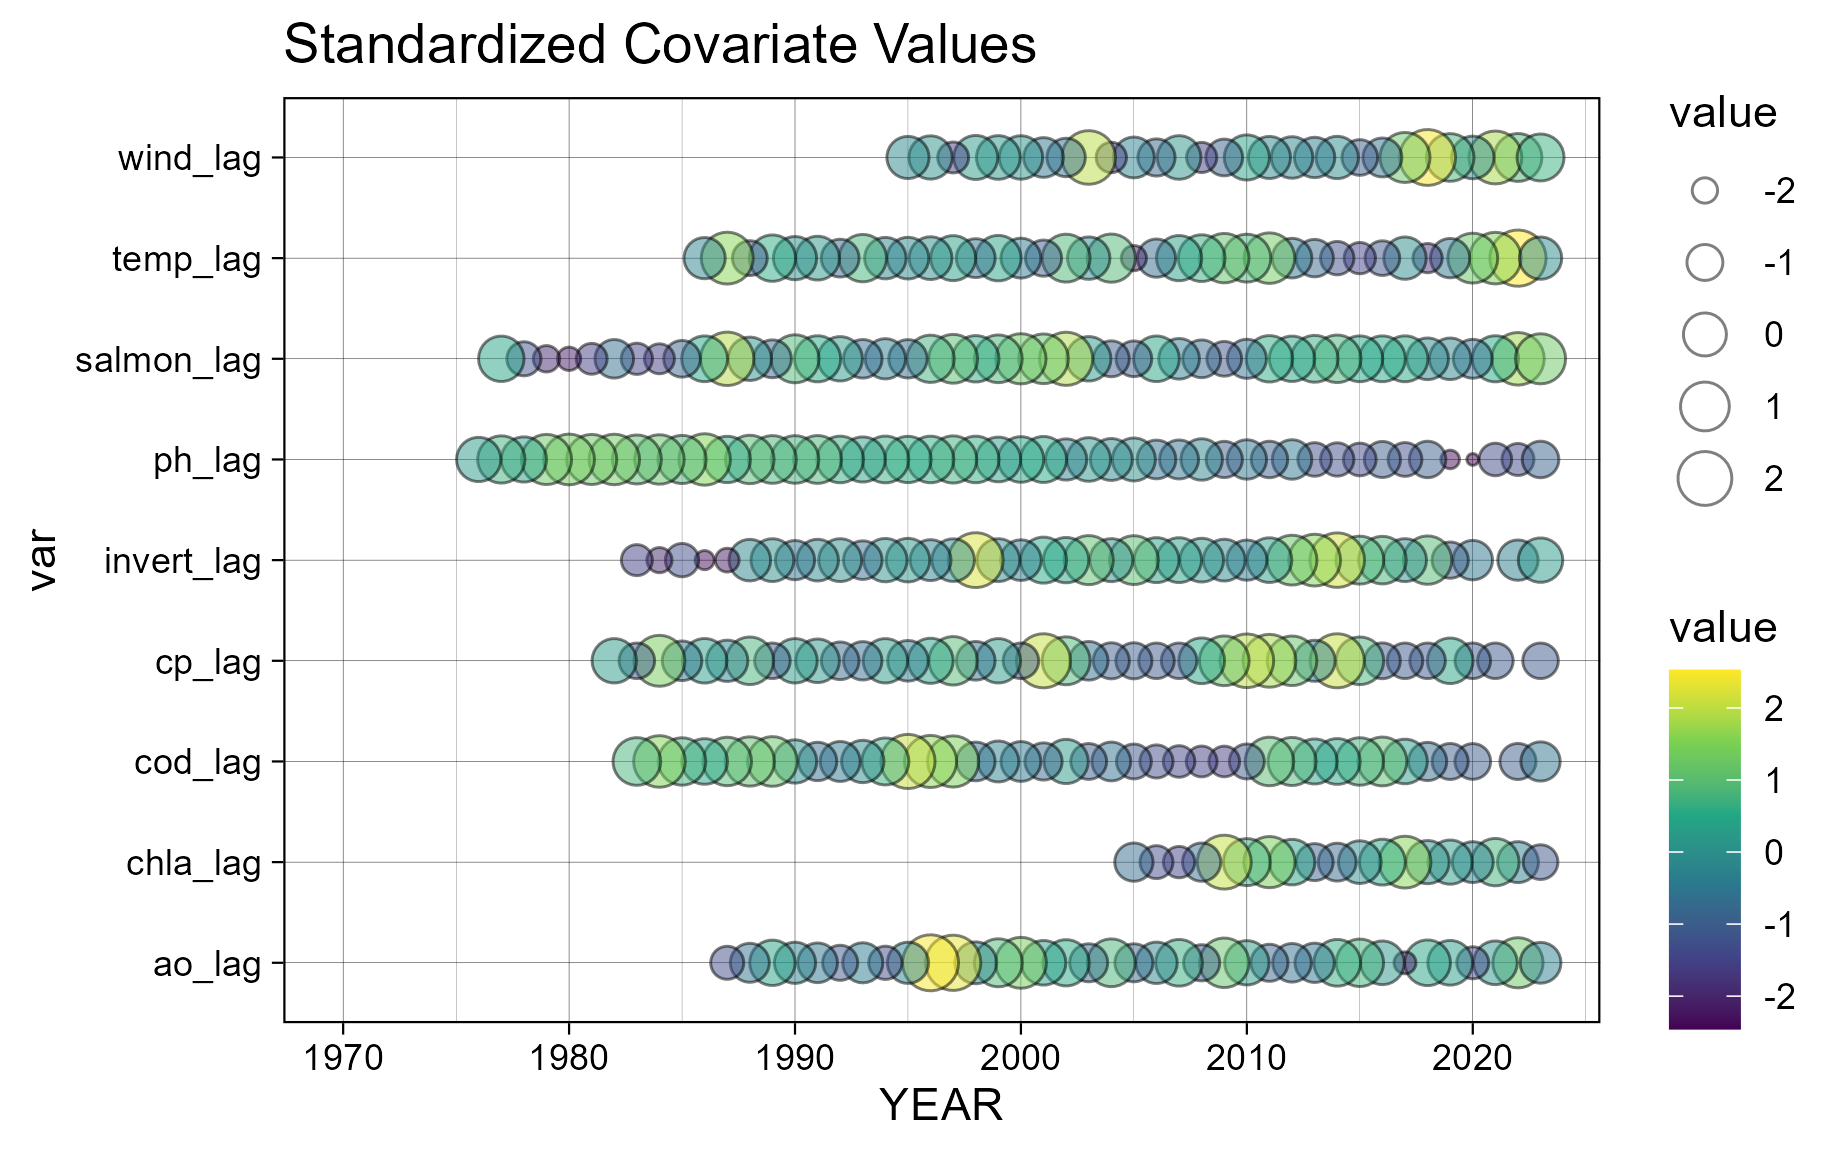 Standardized Covariate Values
wind_lag
temp_lag
salmon_lag
ph_lag
invert_lag
cp_lag
cod_lag
chla_lag
ao_lag
var
1970 1980 1990 2000 2010 2020
YEAR
value
-2
-1
0
1
2
value
2
1
0
-1
-2